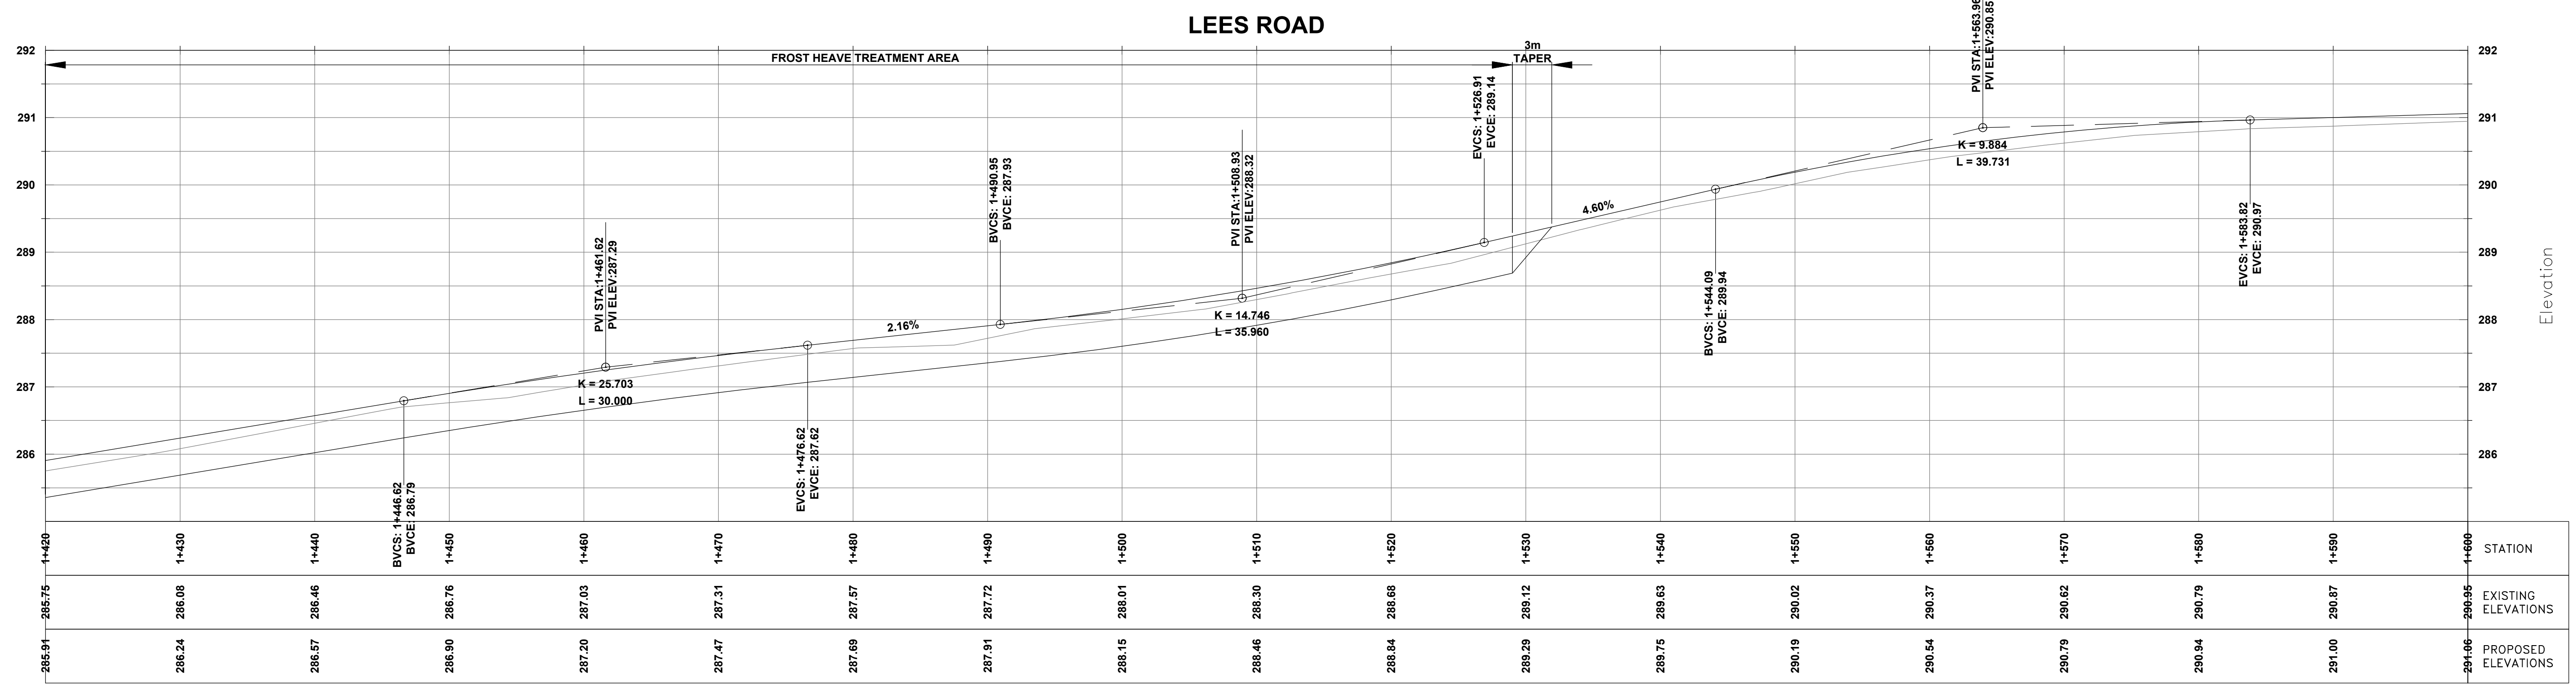 LEES ROAD
292
291
290
289
288
287
286
FROST HEAVE TREATMENT AREA
3m
TAPER
BVCS: 1+446.62
BVCE: 286.79
PVI STA:1+461.62
PVI ELEV:287.29
K = 25.703
L = 30.000
EVCS: 1+476.62
EVCE: 287.62
2.16%
BVCS: 1+490.95
BVCE: 287.93
PVI STA:1+508.93
PVI ELEV:288.32
K = 14.746
L = 35.960
EVCS: 1+526.91
EVCE: 289.14
4.60%
BVCS: 1+544.09
BVCE: 289.94
PVI STA:1+563.96
PVI ELEV:290.85
K = 9.884
L = 39.731
EVCS: 1+583.82
EVCE: 290.97
292
291
290
289
288
287
286
Elevation
1+420 1+430 1+440 1+450 1+460 1+470 1+480 1+490 1+500 1+510 1+520 1+530 1+540 1+550 1+560 1+570 1+580 1+590 1+600 STATION
285.75 286.08 286.46 286.76 287.03 287.31 287.57 287.72 288.01 288.30 288.68 289.12 289.63 290.02 290.37 290.62 290.79 290.87 290.95 EXISTING
ELEVATIONS
285.91 286.24 286.57 286.90 287.20 287.47 287.69 287.91 288.15 288.46 288.84 289.29 289.75 290.19 290.54 290.79 290.94 291.00 291.06 PROPOSED
ELEVATIONS